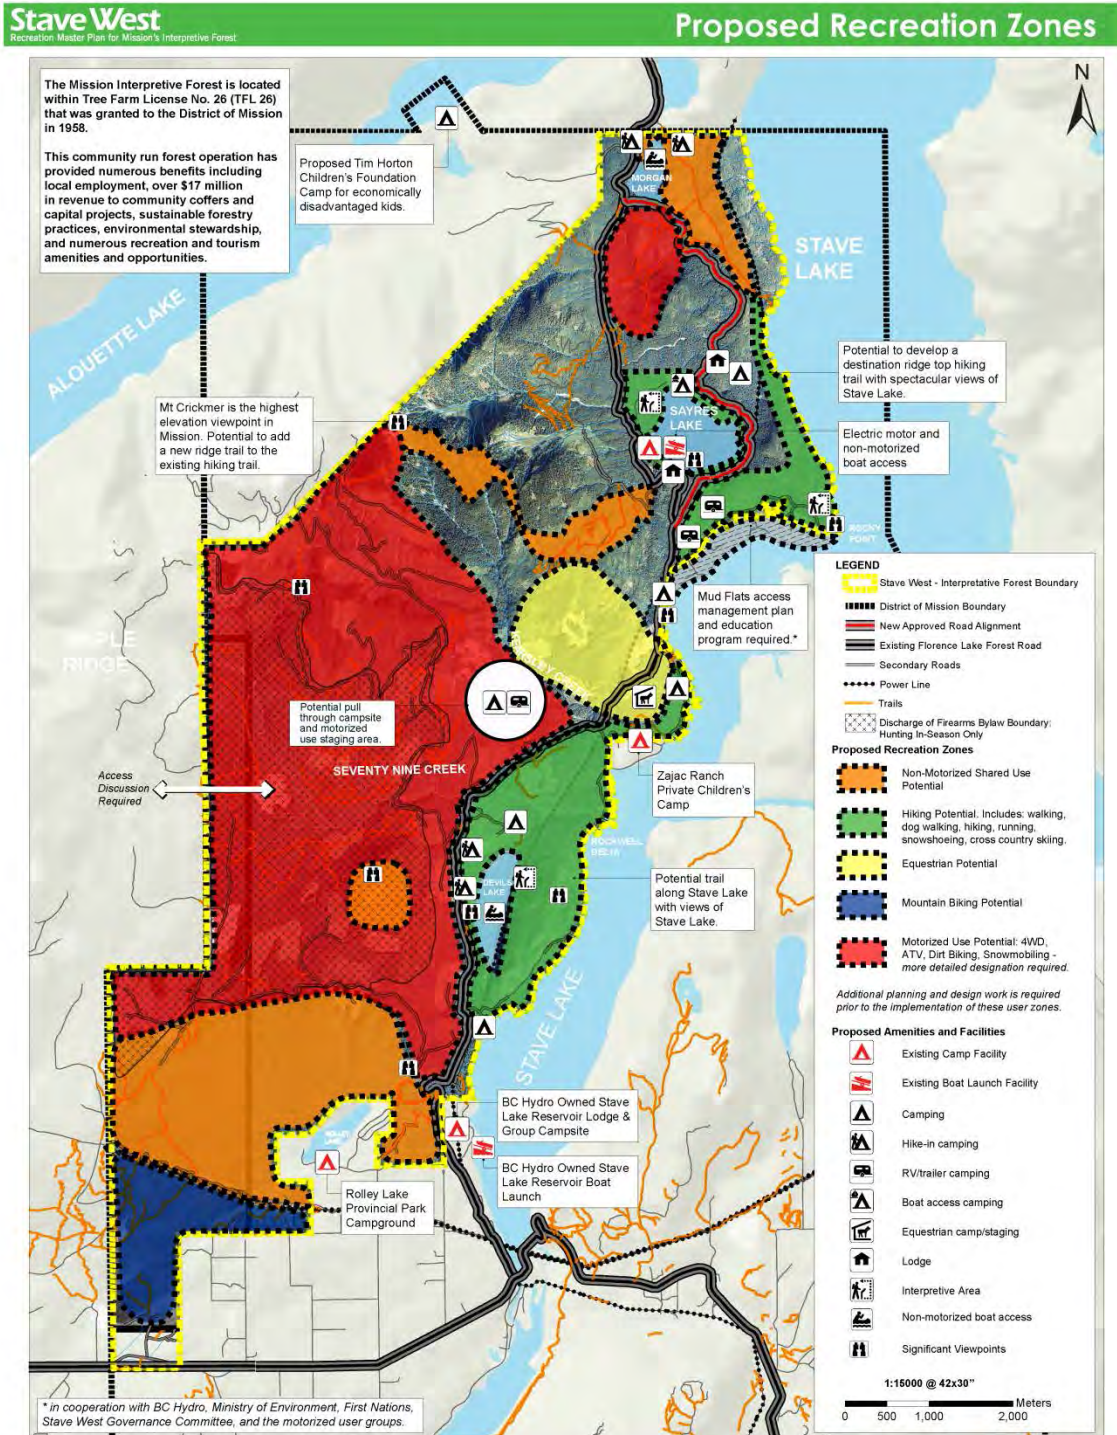 Stave West
Recreation Master Plan for Mission's Interpretive Forest
Proposed Recreation Zones
The Mission Interpretive Forest is located
within Tree Farm License No. 26 (TFL 26)
that was granted to the District of Mission
in 1958.
This community run forest operation has
provided numerous benefits including
local employment, over $17 million
in revenue to community coffers and
capital projects, sustainable forestry
practices, environmental stewardship,
and numerous recreation and tourism
amenities and opportunities.
N
Proposed Tim Horton
Children's Foundation
Camp for economically
disadvantaged kids.
MORGAN
LAKE
STAVE
LAKE
ALOUETTE LAKE
Potential to develop a
destination ridge top hiking
trail with spectacular views of
Stave Lake.
Mt Crickmer is the highest
elevation viewpoint in
Mission. Potential to add
a new ridge trail to the
existing hiking trail.
SAYRES
LAKE
Electric motor and
non-motorized
boat access
ROCKY
POINT
Mud Flats access
management plan
and education
program required.*
PLE
RIDGE
Potential pull
through campsite
and motorized
use staging area.
SEVENTY NINE CREEK
Access
Discussion
Required
Zajac Ranch
Private Children's
Camp
ROCKWELL
DEVILS
LAKE
Potential trail
along Stave Lake
with views of
Stave Lake.
STAVE LAKE
BC Hydro Owned Stave
Lake Reservoir Lodge &
Group Campsite
BC Hydro Owned Stave
Lake Reservoir Boat
Launch
ROLLEY
LAKE
Rolley Lake
Provincial Park
Campground
LEGEND
Stave West - Interpretative Forest Boundary
District of Mission Boundary
New Approved Road Alignment
Existing Florence Lake Forest Road
Secondary Roads
Power Line
Trails
Discharge of Firearms Bylaw Boundary:
Hunting In-Season Only
Proposed Recreation Zones
Non-Motorized Shared Use
Potential
Hiking Potential. Includes: walking,
dog walking, hiking, running,
snowshoeing, cross country skiing.
Equestrian Potential
Mountain Biking Potential
Motorized Use Potential: 4WD,
ATV, Dirt Biking, Snowmobiling -
more detailed designation required.
Additional planning and design work is required
prior to the implementation of these user zones.
Proposed Amenities and Facilities
Existing Camp Facility
Existing Boat Launch Facility
Camping
Hike-in camping
RV/trailer camping
Boat access camping
Equestrian camp/staging
Lodge
Interpretive Area
Non-motorized boat access
Significant Viewpoints
1:15000 @ 42x30"
Meters
0 500 1,000 2,000
* in cooperation with BC Hydro, Ministry of Environment, First Nations,
Stave West Governance Committee, and the motorized user groups.